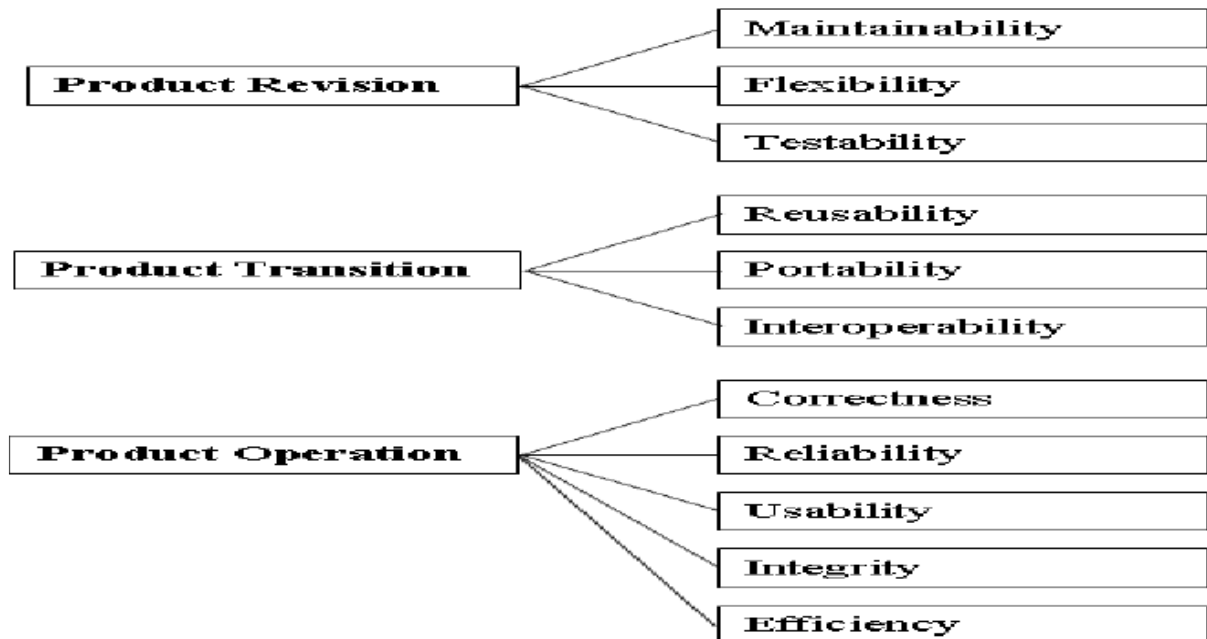 Maintainability
Product Revision
Flexibility
Testability
Reusability
Product Transition
Portability
Interoperability
Correctness
Product Operation
Reliability
Usability
Integrity
Efficiency